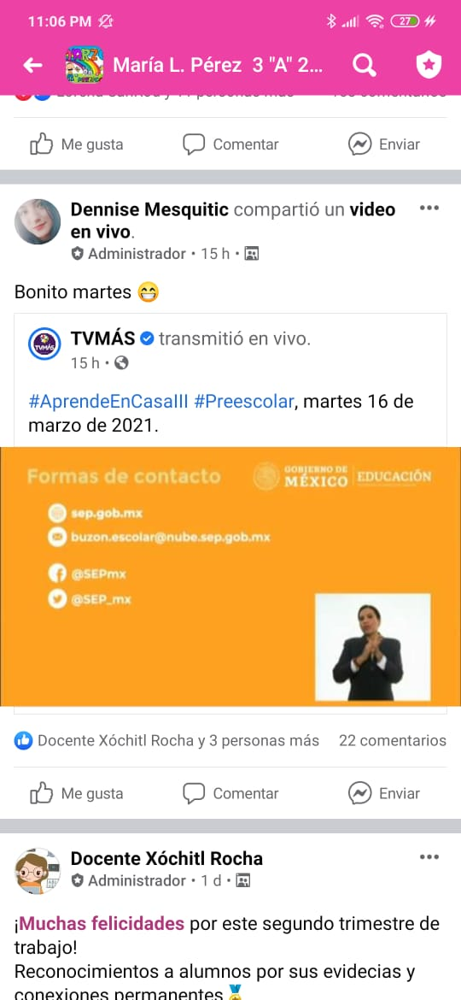 11:06 PM
27
María L. Pérez 3 "A" 2...
Me gusta
Comentar
Enviar
Dennise Mesquitic compartió un video
en vivo.
Administrador • 15 h •
Bonito martes 😁
TVMÁS transmitió en vivo.
15 h •
#AprendeEnCasaIII #Preescolar, martes 16 de
marzo de 2021.
Formas de contacto
GOBIERNO DE
MÉXICO
EDUCACIÓN
sep.gob.mx
buzon.escolar@nube.sep.gob.mx
@SEPmx
@SEP_mx
Docente Xóchitl Rocha y 3 personas más
22 comentarios
Me gusta
Comentar
Enviar
Docente Xóchitl Rocha
Administrador • 1 d •
¡Muchas felicidades por este segundo trimestre de
trabajo!
Reconocimientos a alumnos por sus evidecias y
conexiones permanentes🏅